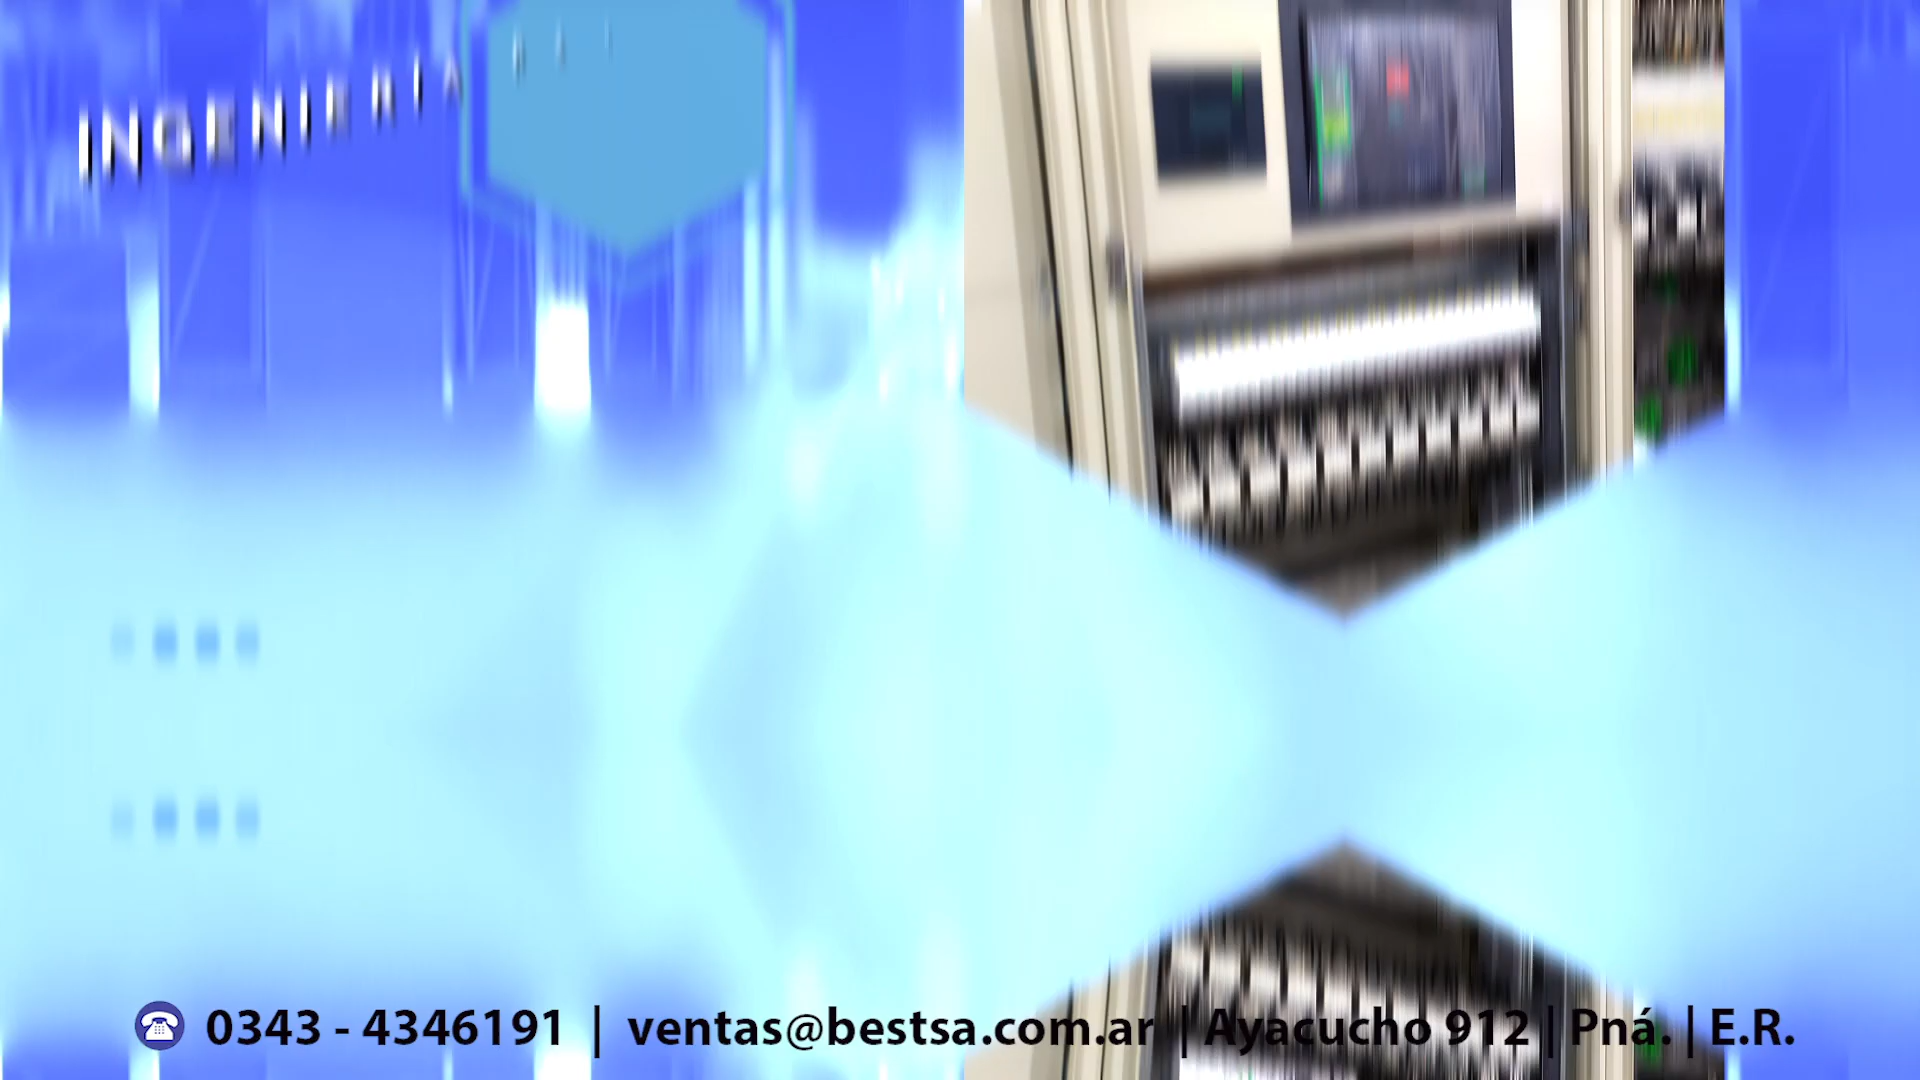 INGENIERIA
0343 - 4346191 | ventas@bestsa.com.ar | Ayacucho 912 | Pná. | E.R.